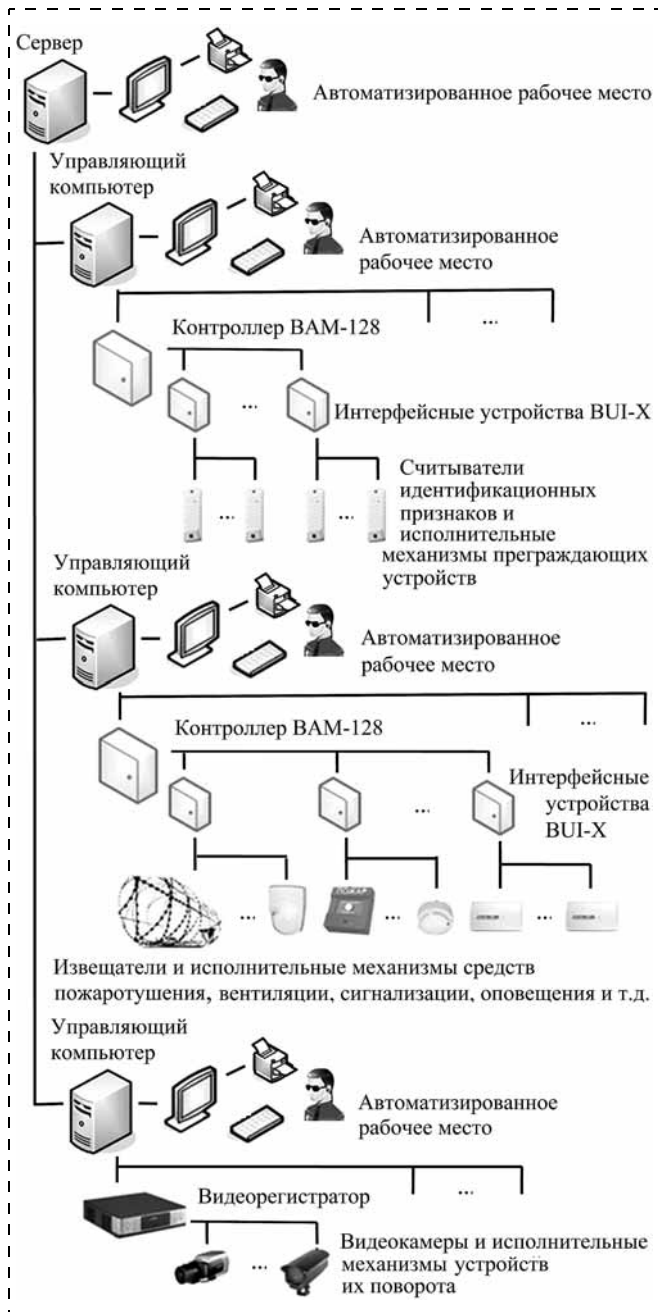 Сервер
Автоматизированное рабочее место
Управляющий
компьютер
Автоматизированное
рабочее место
...
Контроллер BAM-128
...
Интерфейсные устройства BUI-X
... ...
Считыватели
идентификационных
признаков и
исполнительные
механизмы преграждающих
устройств
Управляющий
компьютер
Автоматизированное
рабочее место
...
Контроллер BAM-128
...
Интерфейсные
устройства
BUI-X
... ... ...
Извещатели и исполнительные механизмы средств
пожаротушения, вентиляции, сигнализации, оповещения и т.д.
Управляющий
компьютер
Автоматизированное
рабочее место
...
Видеорегистратор
...
Видеокамеры и исполнительные
механизмы устройств
их поворота